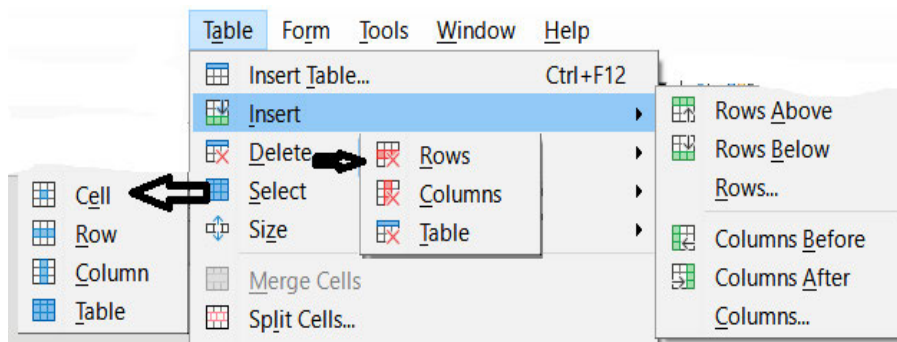 Table Form Tools Window Help
Insert Table... Ctrl+F12
Insert
Delete
Select
Size
Merge Cells
Split Cells...
Rows
Columns
Table
Cell
Row
Column
Table
Rows Above
Rows Below
Rows...
Columns Before
Columns After
Columns...